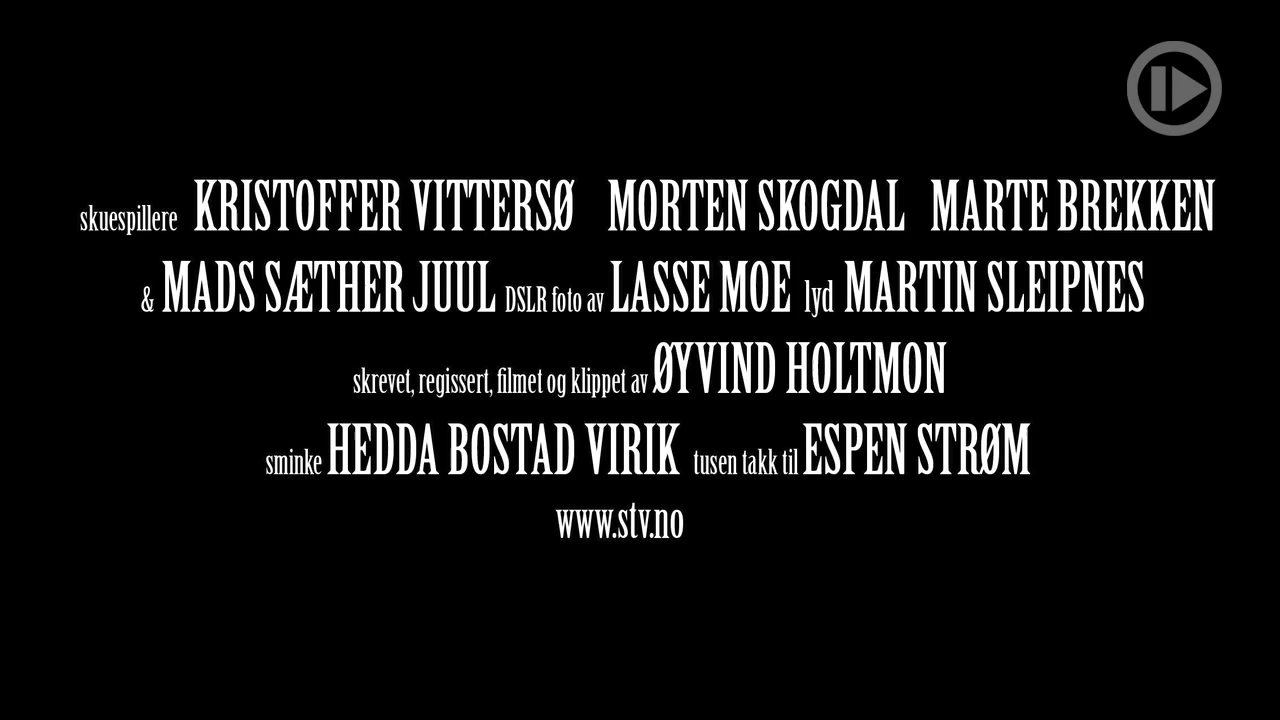 skuespillere KRISTOFFER VITTERSØ MORTEN SKOGDAL MARTE BREKKEN
& MADS SÆTHER JUUL DSLR foto av LASSE MOE lyd MARTIN SLEIPNES
skrevet, regissert, filmet og klippet av ØYVIND HOLTMON
sminke HEDDA BOSTAD VIRIK tusen takk til ESPEN STRØM
www.stv.no